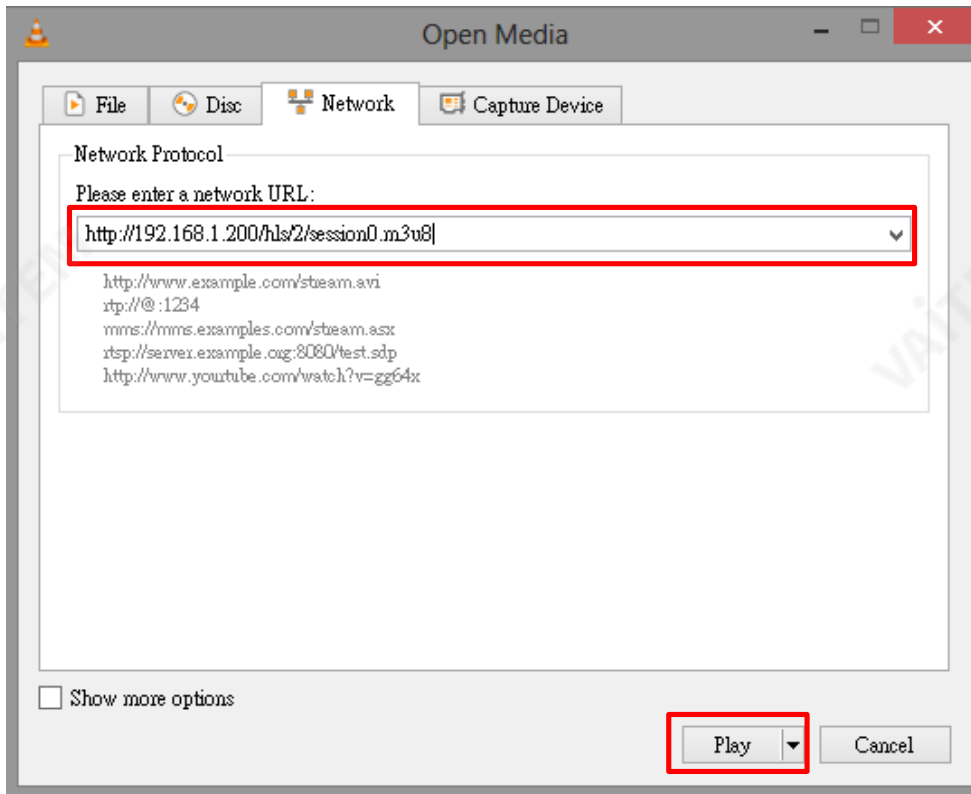 Open Media
File Disc Network Capture Device
Network Protocol
Please enter a network URL:
http://192.168.1.200/hls/2/session0.m3u8
http://www.example.com/stream.avi
rtp://@:1234
mms://mms.examples.com/stream.asx
rtsp://server.example.org:8080/test.sdp
http://www.yourtube.com/watch?v=gg64x
Show more options
Play Cancel